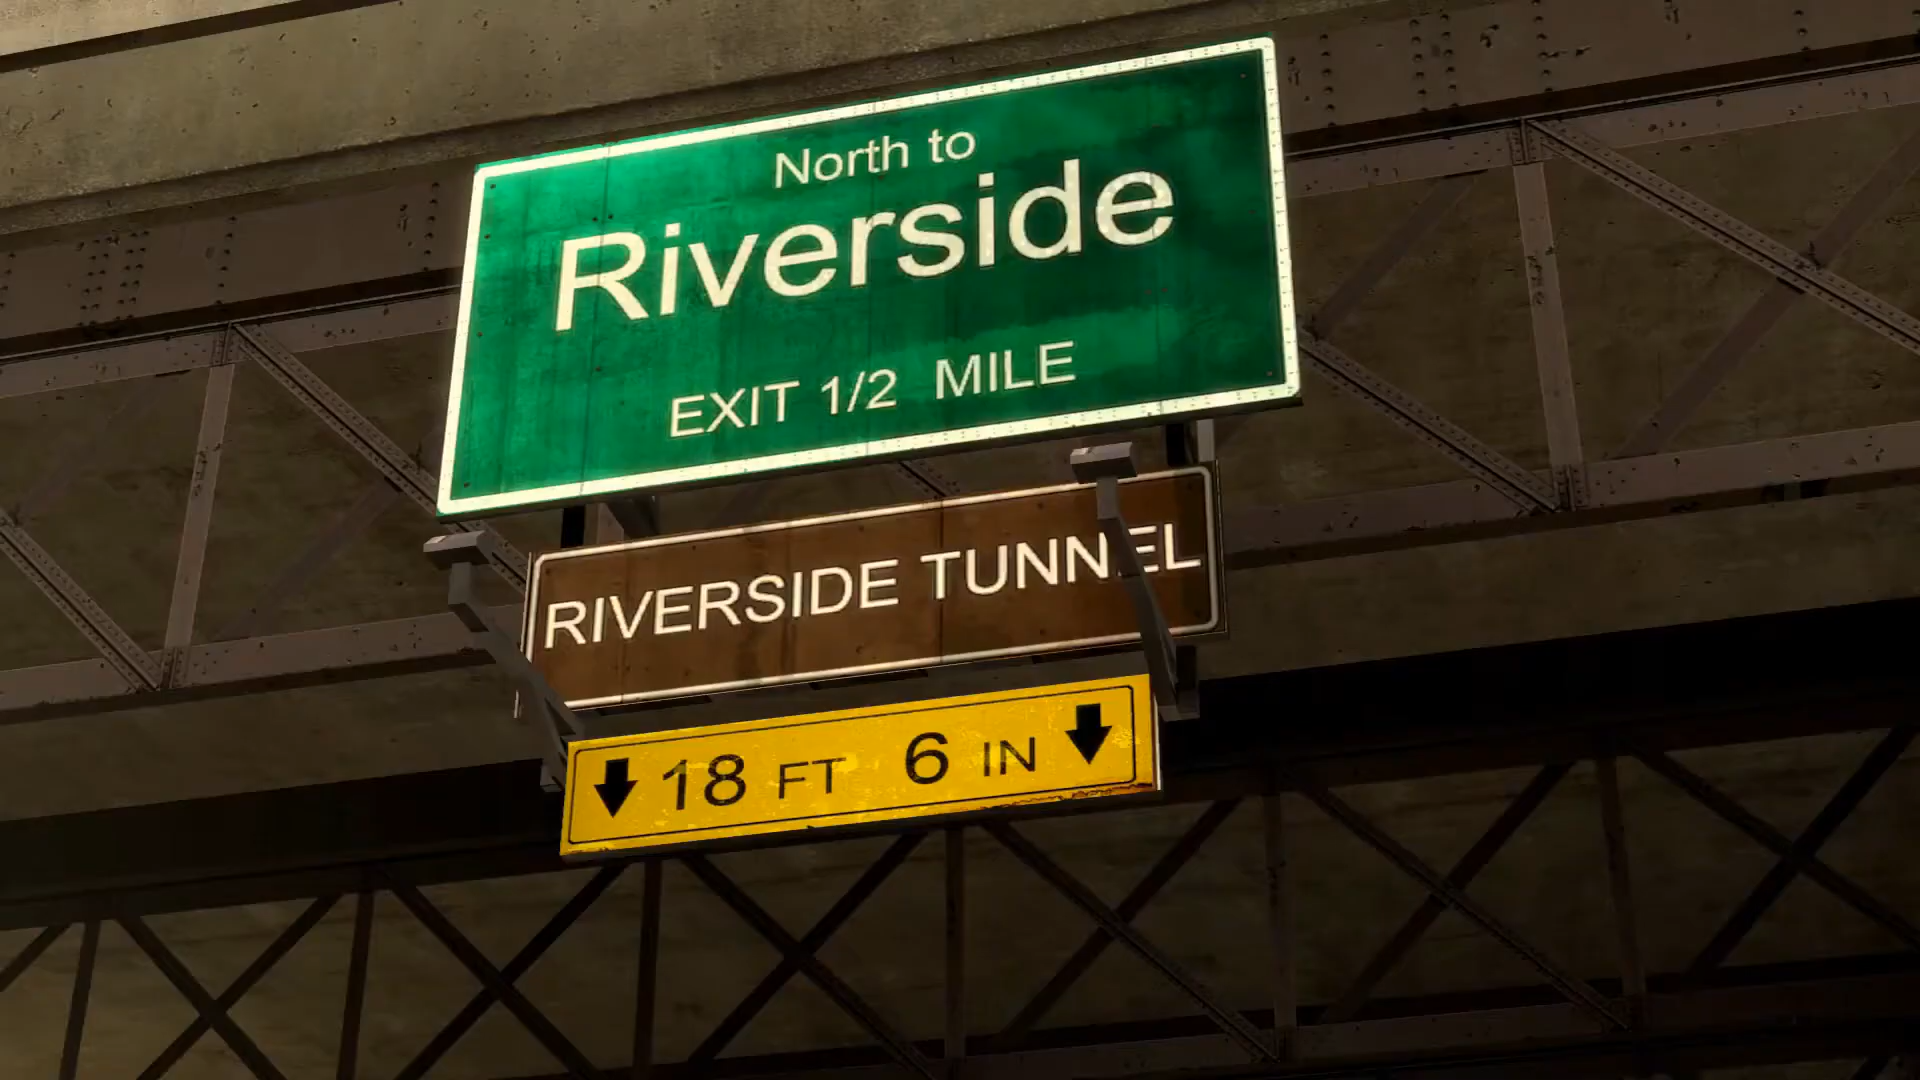 North to
Riverside
EXIT 1/2 MILE
RIVERSIDE TUNNEL
18 FT 6 IN